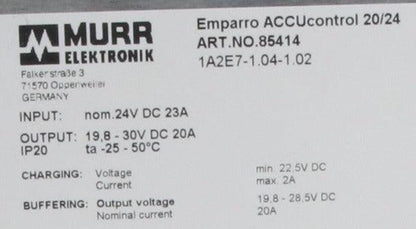 MURR
ELEKTRONIK
Falkerstraße 3
71570 Oppenweiler
GERMANY
Emparro ACCUcontrol 20/24
ART.NO.85414
1A2E7-1.04-1.02
INPUT: nom.24V DC 23A
OUTPUT: 19,8 - 30V DC 20A
IP20 ta -25 - 50°C
CHARGING: Voltage min. 22,5V DC
Current max. 2A
BUFFERING: Output voltage 19,8 - 28,5V DC
Nominal current 20A